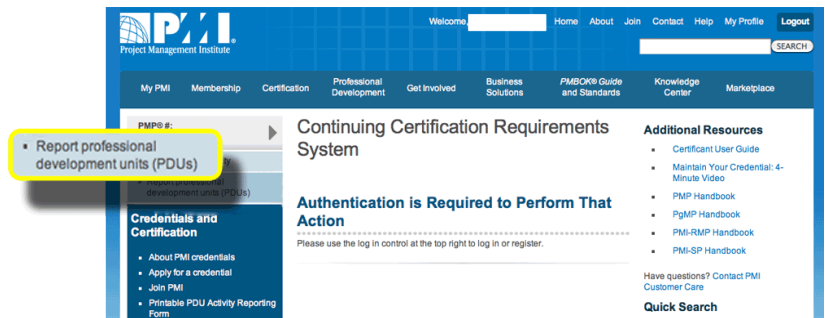 PMI
Project Management Institute
Welcome,
Home About Join Contact Help My Profile Logout
SEARCH
My PMI
Membership
Certification
Professional
Development
Get Involved
Business
Solutions
PMBOK® Guide
and Standards
Knowledge
Center
Marketplace
PMP® #:
Report professional
development units (PDUs)
Report professional
development units (PDUs)
Credentials and
Certification
About PMI credentials
Apply for a credential
Join PMI
Printable PDU Activity Reporting
Form
Continuing Certification Requirements
System
Authentication is Required to Perform That
Action
Please use the log in control at the top right to log in or register.
Additional Resources
Certificant User Guide
Maintain Your Credential: 4-
Minute Video
PMP Handbook
PgMP Handbook
PMI-RMP Handbook
PMI-SP Handbook
Have questions? Contact PMI
Customer Care
Quick Search